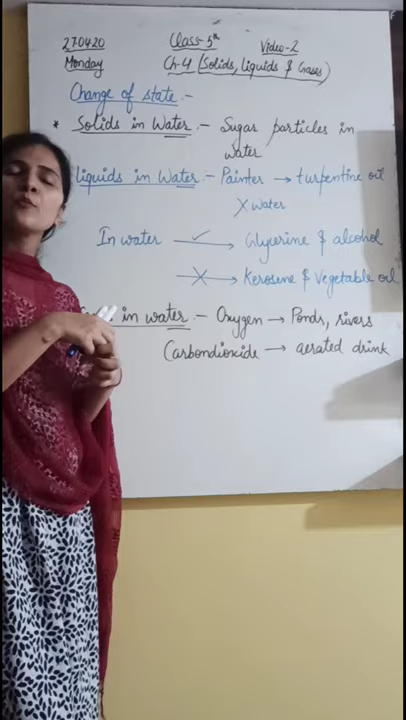 27.04.20 Class-5th Video-2
Monday Ch-4 (Solids, liquids & Gases)
Change of state :-
* Solids in Water :- Sugar particles in
water
liquids in Water :- Painter → turpentine oil
X water
In water ✓→ Glycerine & alcohol
X→ Kerosene & Vegetable oil
in water :- Oxygen → Ponds, rivers
Carbondioxide → aerated drink